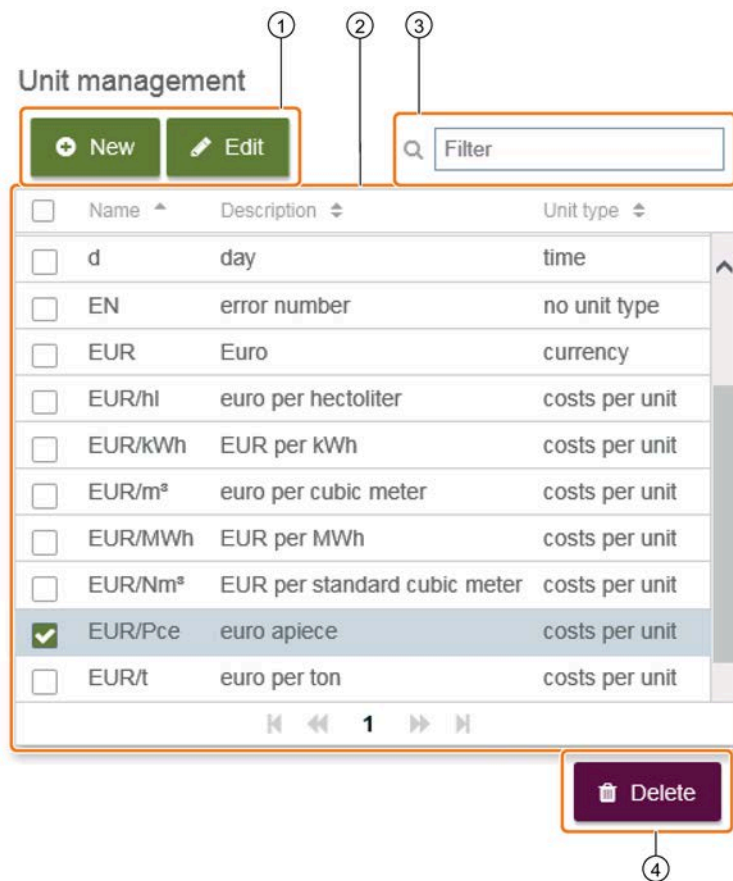 1 2 3
Unit management
New Edit Filter
Name Description Unit type
d day time
EN error number no unit type
EUR Euro currency
EUR/hl euro per hectoliter costs per unit
EUR/kWh EUR per kWh costs per unit
EUR/m³ euro per cubic meter costs per unit
EUR/MWh EUR per MWh costs per unit
EUR/Nm³ EUR per standard cubic meter costs per unit
EUR/Pce euro apiece costs per unit
EUR/t euro per ton costs per unit
1
Delete
4